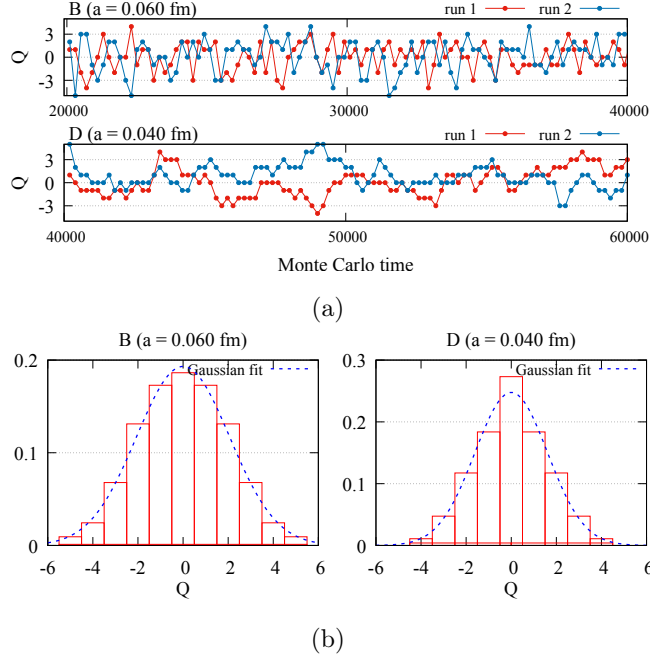 B (a = 0.060 fm) run 1 run 2
Q
3
0
-3
20000 30000 40000
D (a = 0.040 fm) run 1 run 2
Q
3
0
-3
40000 50000 60000
Monte Carlo time
(a)
B (a = 0.060 fm) D (a = 0.040 fm)
Gaussian fit Gaussian fit
0.2 0.3
0.2
0.1
0.1
0 0
-6 -4 -2 0 2 4 6 -6 -4 -2 0 2 4 6
Q Q
(b)